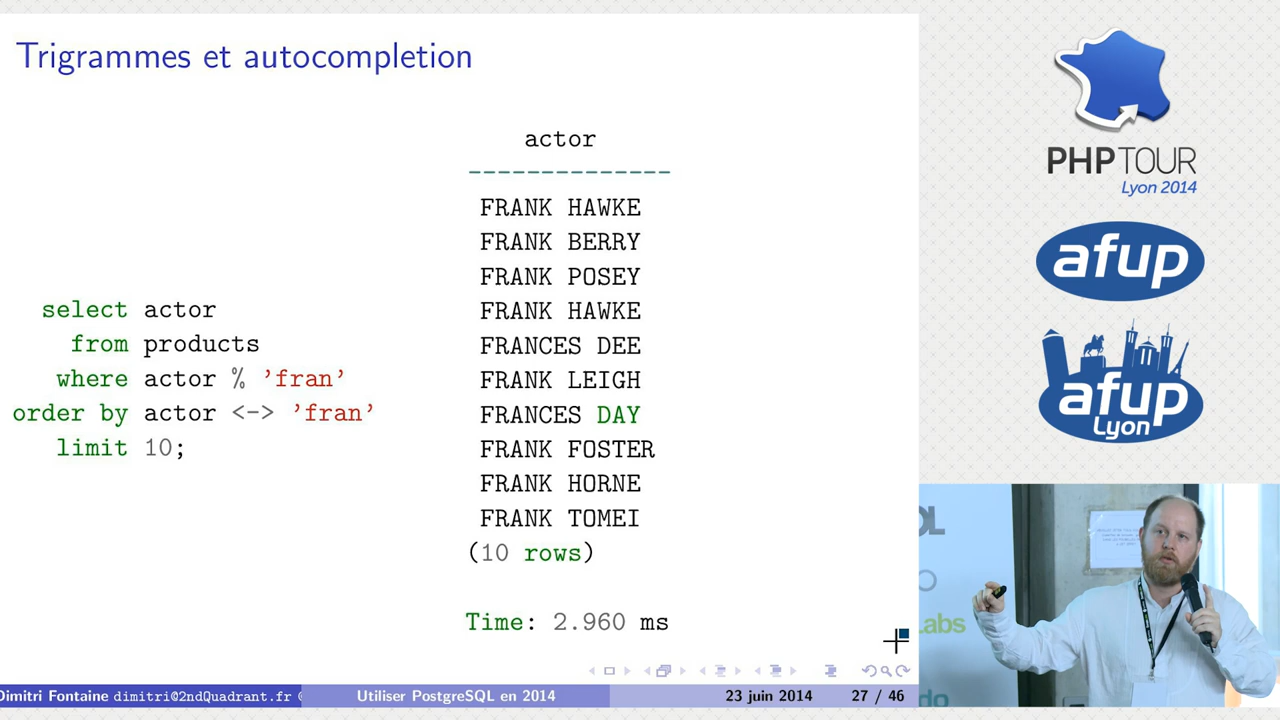 Trigrammes et autocompletion
select actor
from products
where actor % 'fran'
order by actor <-> 'fran'
limit 10;
actor
--------------
FRANK HAWKE
FRANK BERRY
FRANK POSEY
FRANK HAWKE
FRANCES DEE
FRANK LEIGH
FRANCES DAY
FRANK FOSTER
FRANK HORNE
FRANK TOMEI
(10 rows)
Time: 2.960 ms
Dimitri Fontaine dimitri@2ndQuadrant.fr
Utiliser PostgreSQL en 2014
23 juin 2014
27 / 46
PHPTOUR
Lyon 2014
afup
afup
Lyon